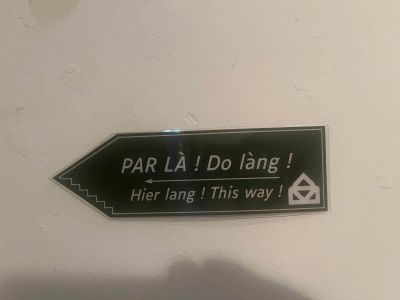 PAR LÀ ! Do làng !
Hier lang ! This way !